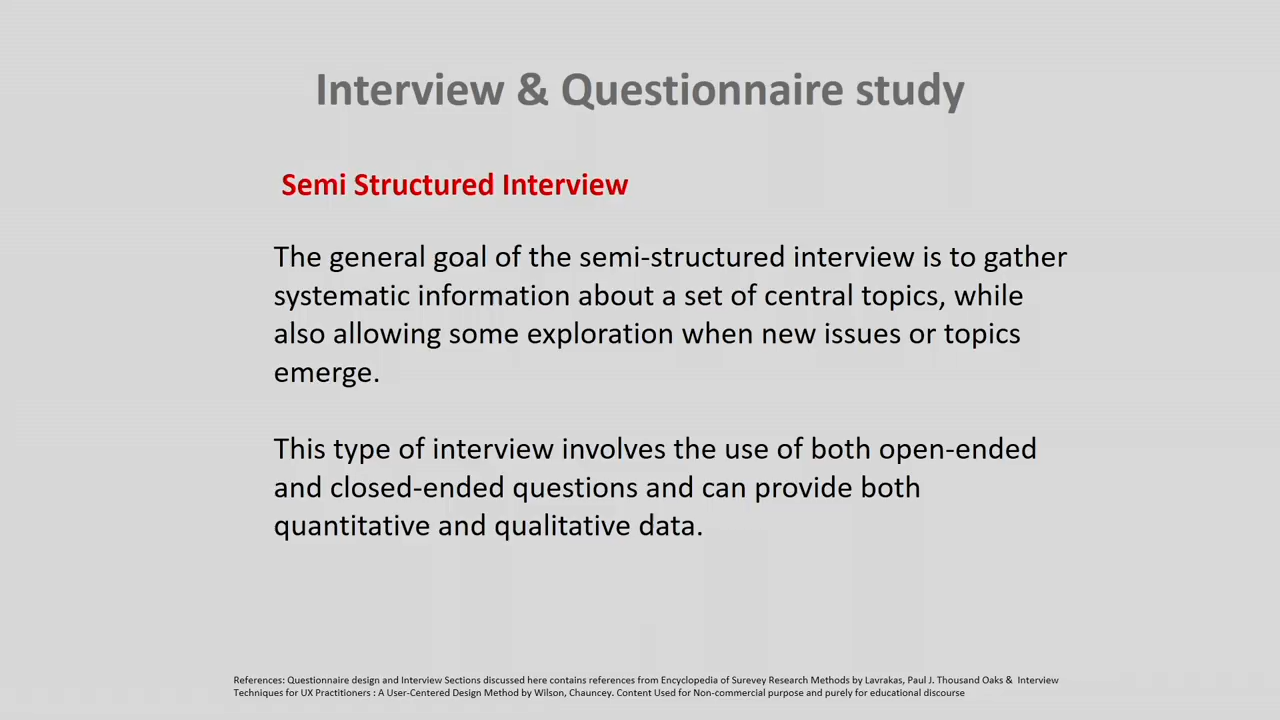 Interview & Questionnaire study
Semi Structured Interview
The general goal of the semi-structured interview is to gather
systematic information about a set of central topics, while
also allowing some exploration when new issues or topics
emerge.
This type of interview involves the use of both open-ended
and closed-ended questions and can provide both
quantitative and qualitative data.
References: Questionnaire design and Interview Sections discussed here contains references from Encyclopedia of Surevey Research Methods by Lavrakas, Paul J. Thousand Oaks & Interview
Techniques for UX Practitioners : A User-Centered Design Method by Wilson, Chauncey. Content Used for Non-commercial purpose and purely for educational discourse